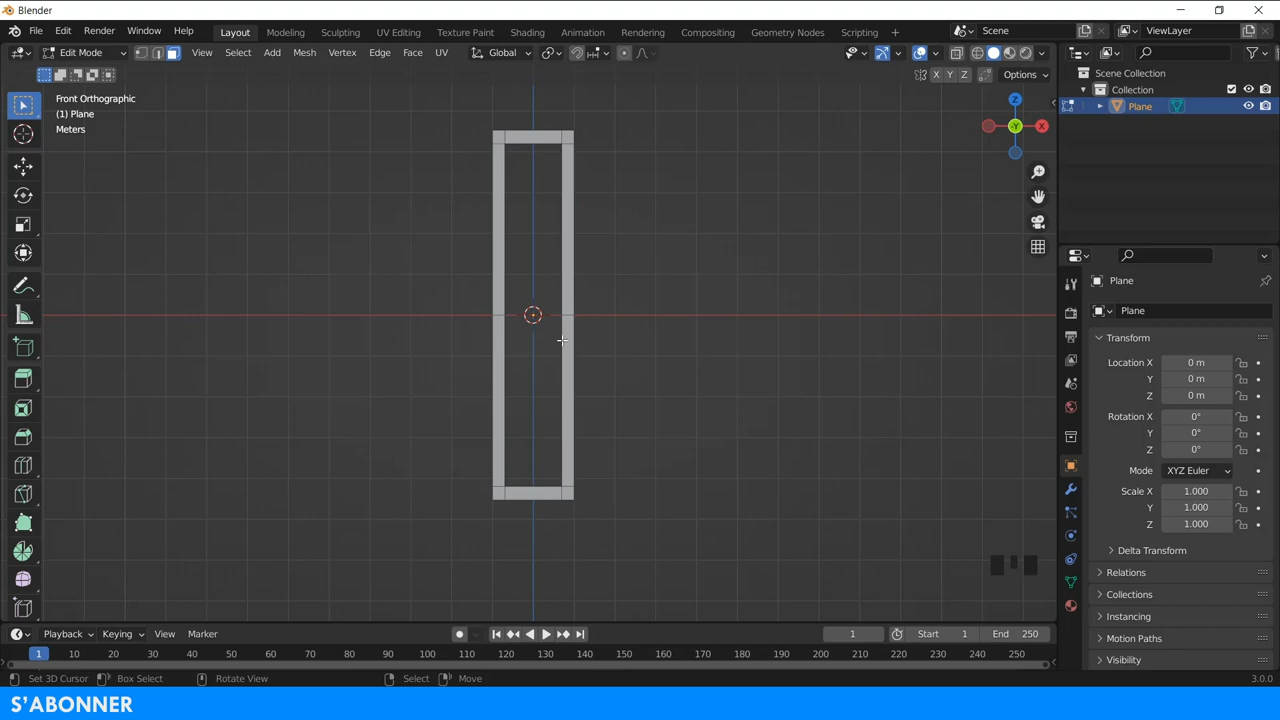 Blender
File Edit Render Window Help Layout Modeling Sculpting UV Editing Texture Paint Shading Animation Rendering Compositing Geometry Nodes Scripting Scene ViewLayer
Edit Mode View Select Add Mesh Vertex Edge Face UV Global
X Y Z Options
Front Orthographic
(1) Plane
Meters
Z
-Y X
Scene Collection
Collection
Plane
Plane
Plane
Transform
Location X 0 m
Y 0 m
Z 0 m
Rotation X 0°
Y 0°
Z 0°
Mode XYZ Euler
Scale X 1.000
Y 1.000
Z 1.000
Delta Transform
Relations
Collections
Instancing
Motion Paths
Visibility
Playback Keying View Marker 1 Start 1 End 250
1 10 20 30 40 50 60 70 80 90 100 110 120 130 140 150 160 170 180 190 200 210 220 230 240 250
Set 3D Cursor Box Select Rotate View Select Move 3.0.0
S'ABONNER